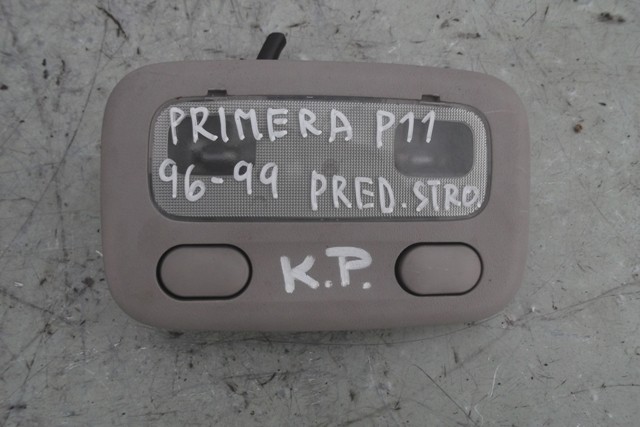 PRIMERA P11
96-99 PRED. STRO.
K.P.